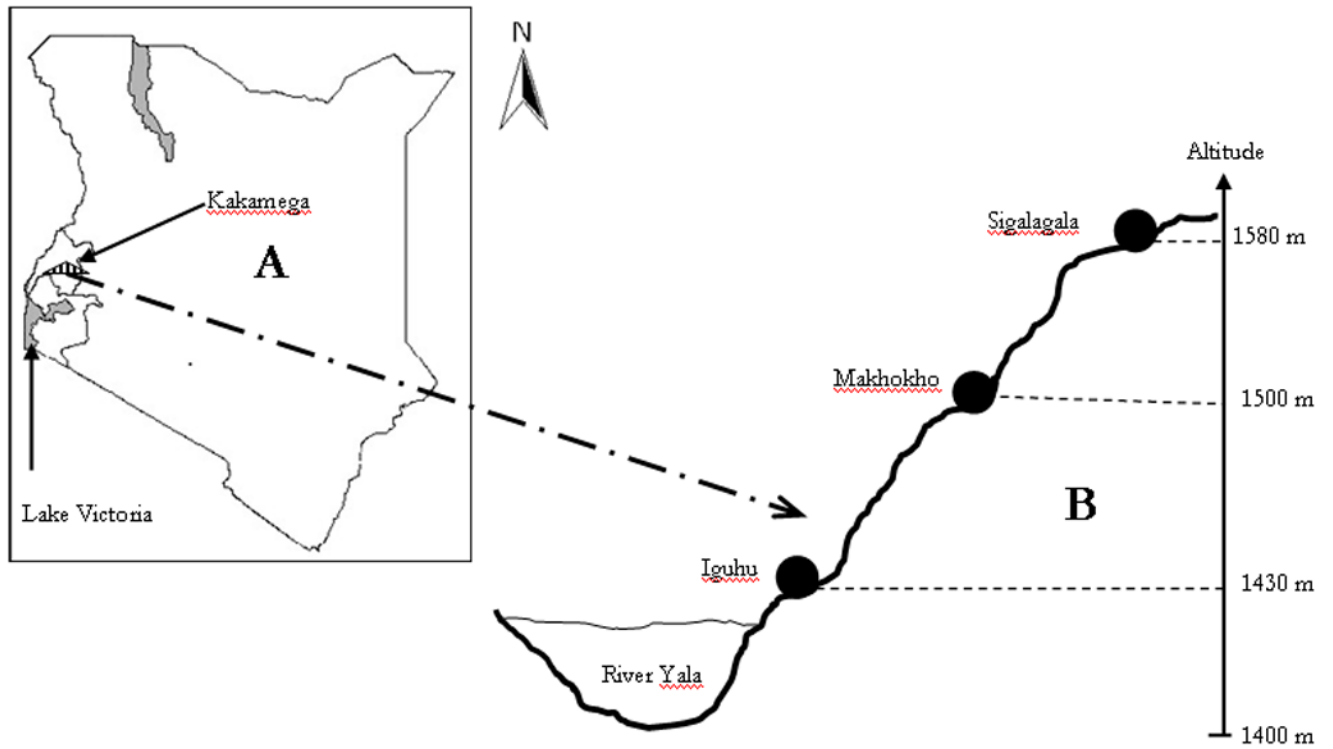 N
Altitude
Kakamega
A
Sigalagala
1580 m
Makhokho
1500 m
B
Lake Victoria
Iguhu
1430 m
River Yala
1400 m